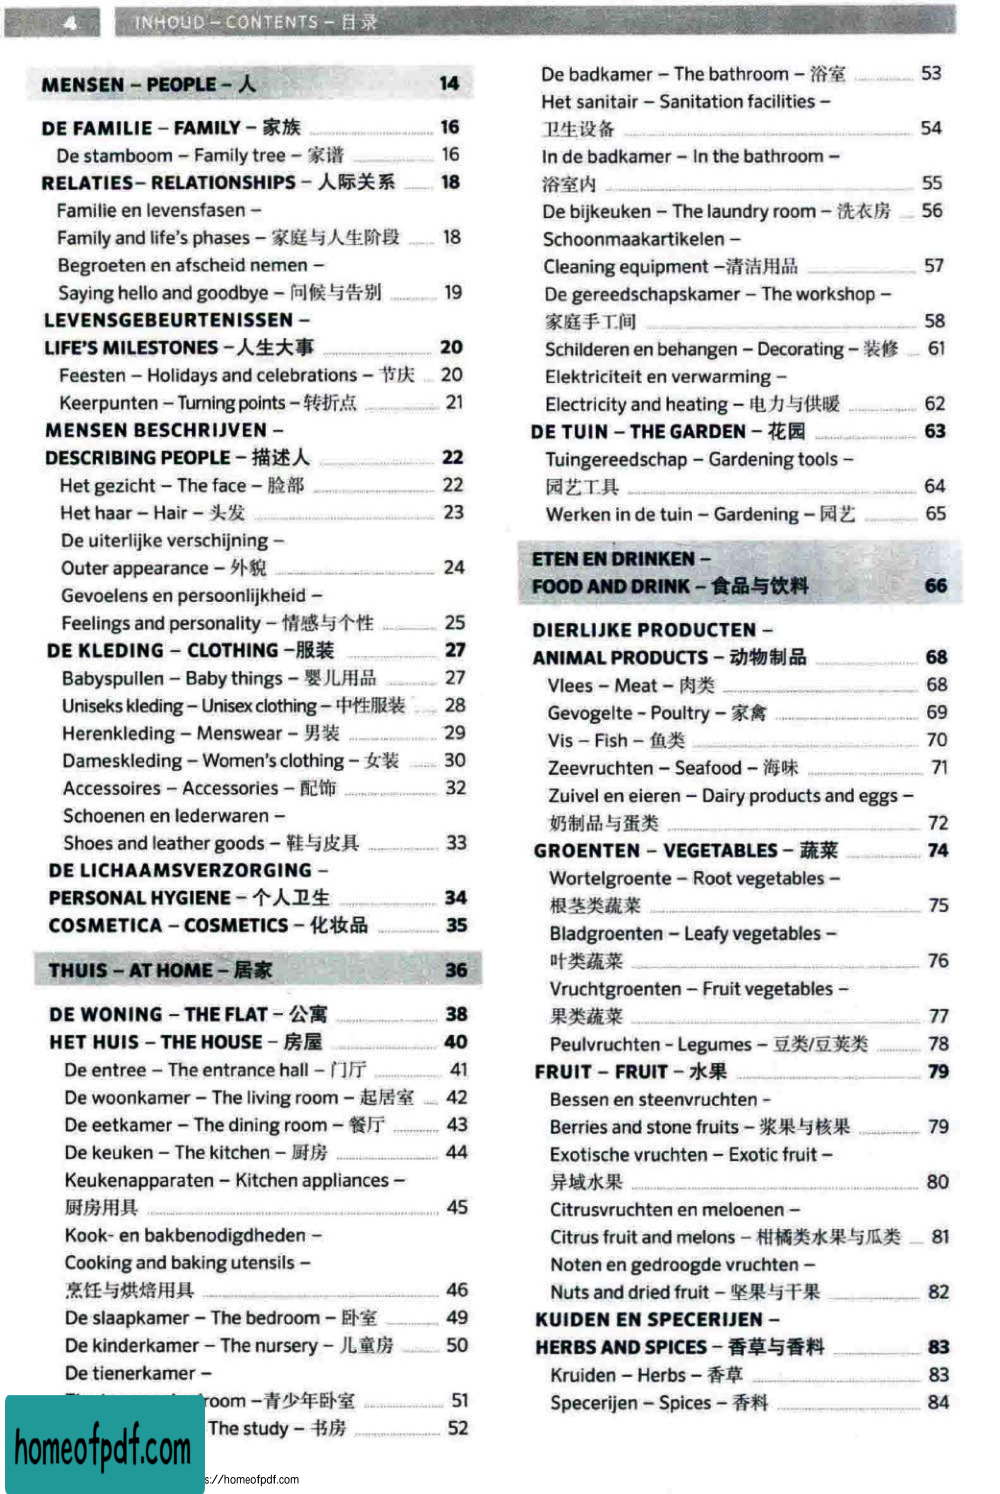 4 INHOUD – CONTENTS – 目录
MENSEN – PEOPLE – 人 14
DE FAMILIE – FAMILY – 家族 16
De stamboom – Family tree – 家谱 16
RELATIES– RELATIONSHIPS – 人际关系 18
Familie en levensfasen –
Family and life's phases – 家庭与人生阶段 18
Begroeten en afscheid nemen –
Saying hello and goodbye – 问候与告别 19
LEVENSGEBEURTENISSEN –
LIFE'S MILESTONES –人生大事 20
Feesten – Holidays and celebrations – 节庆 20
Keerpunten – Turning points – 转折点 21
MENSEN BESCHRIJVEN –
DESCRIBING PEOPLE – 描述人 22
Het gezicht – The face – 脸部 22
Het haar – Hair – 头发 23
De uiterlijke verschijning –
Outer appearance – 外貌 24
Gevoelens en persoonlijkheid –
Feelings and personality – 情感与个性 25
DE KLEDING – CLOTHING –服装 27
Babyspullen – Baby things – 婴儿用品 27
Uniseks kleding – Unisex clothing – 中性服装 28
Herenkleding – Menswear – 男装 29
Dameskleding – Women's clothing – 女装 30
Accessoires – Accessories – 配饰 32
Schoenen en lederwaren –
Shoes and leather goods – 鞋与皮具 33
DE LICHAAMSVERZORGING –
PERSONAL HYGIENE – 个人卫生 34
COSMETICA – COSMETICS – 化妆品 35
THUIS – AT HOME – 居家 36
DE WONING – THE FLAT – 公寓 38
HET HUIS – THE HOUSE – 房屋 40
De entree – The entrance hall – 门厅 41
De woonkamer – The living room – 起居室 42
De eetkamer – The dining room – 餐厅 43
De keuken – The kitchen – 厨房 44
Keukenapparaten – Kitchen appliances –
厨房用具 45
Kook- en bakbenodigdheden –
Cooking and baking utensils –
烹饪与烘焙用具 46
De slaapkamer – The bedroom – 卧室 49
De kinderkamer – The nursery – 儿童房 50
De tienerkamer –
room –青少年卧室 51
The study – 书房 52
De badkamer – The bathroom – 浴室 53
Het sanitair – Sanitation facilities –
卫生设备 54
In de badkamer – In the bathroom –
浴室内 55
De bijkeuken – The laundry room – 洗衣房 56
Schoonmaakartikelen –
Cleaning equipment –清洁用品 57
De gereedschapskamer – The workshop –
家庭手工间 58
Schilderen en behangen – Decorating – 装修 61
Elektriciteit en verwarming –
Electricity and heating – 电力与供暖 62
DE TUIN – THE GARDEN – 花园 63
Tuingereedschap – Gardening tools –
园艺工具 64
Werken in de tuin – Gardening – 园艺 65
ETEN EN DRINKEN –
FOOD AND DRINK – 食品与饮料 66
DIERLIJKE PRODUCTEN –
ANIMAL PRODUCTS – 动物制品 68
Vlees – Meat – 肉类 68
Gevogelte - Poultry – 家禽 69
Vis – Fish – 鱼类 70
Zeevruchten – Seafood – 海味 71
Zuivel en eieren – Dairy products and eggs –
奶制品与蛋类 72
GROENTEN – VEGETABLES – 蔬菜 74
Wortelgroente – Root vegetables –
根茎类蔬菜 75
Bladgroenten – Leafy vegetables –
叶类蔬菜 76
Vruchtgroenten – Fruit vegetables –
果类蔬菜 77
Peulvruchten - Legumes – 豆类/豆荚类 78
FRUIT – FRUIT – 水果 79
Bessen en steenvruchten –
Berries and stone fruits – 浆果与核果 79
Exotische vruchten – Exotic fruit –
异域水果 80
Citrusvruchten en meloenen –
Citrus fruit and melons – 柑橘类水果与瓜类 81
Noten en gedroogde vruchten –
Nuts and dried fruit – 坚果与干果 82
KUIDEN EN SPECERIJEN –
HERBS AND SPICES – 香草与香料 83
Kruiden – Herbs – 香草 83
Specerijen – Spices – 香料 84
homeofpdf.com
s://homeofpdf.com